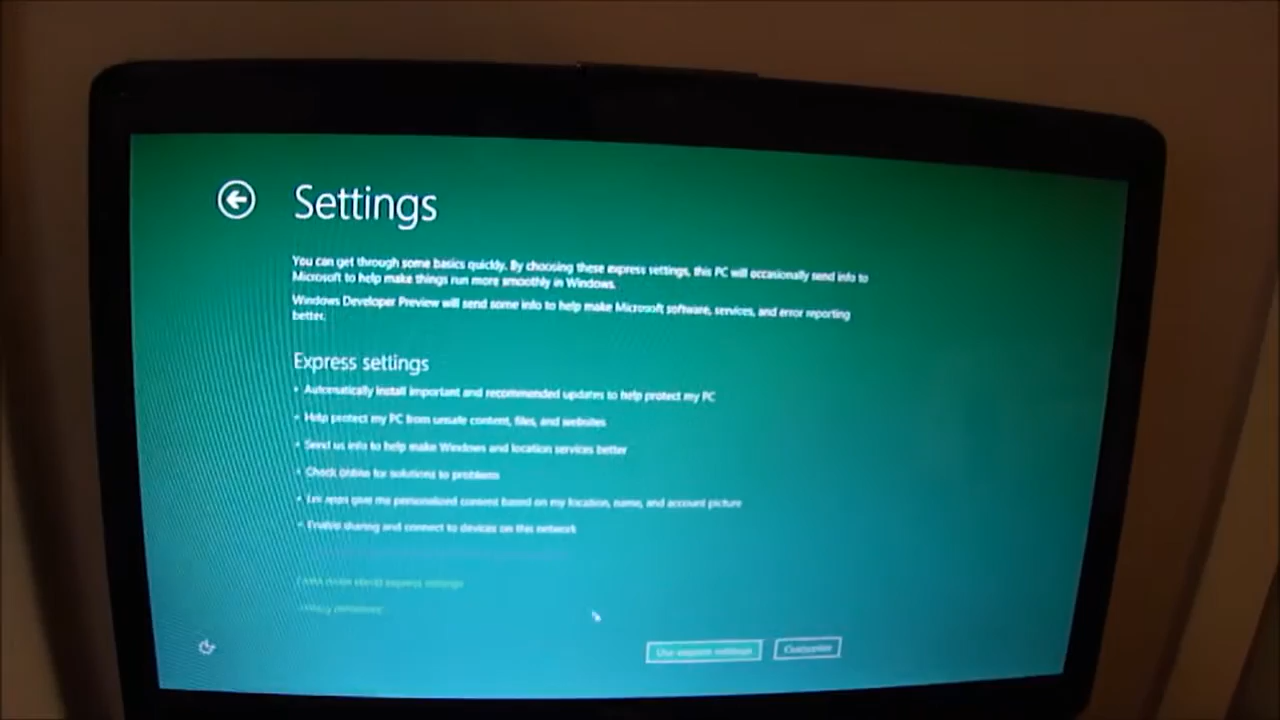 Settings
You can get through some basics quickly. By choosing these express settings, this PC will occasionally send info to
Microsoft to help make things run more smoothly in Windows.
Windows Developer Preview will send some info to help make Microsoft software, services, and error reporting
better.
Express settings
• Automatically install important and recommended updates to help protect my PC
• Help protect my PC from unsafe content, files, and websites
• Send us info to help make Windows and location services better
• Check online for solutions to problems
• Let apps give me personalized content based on my location, name, and account picture
• Enable sharing and connect to devices on this network
express settings
Use express settings
Customize